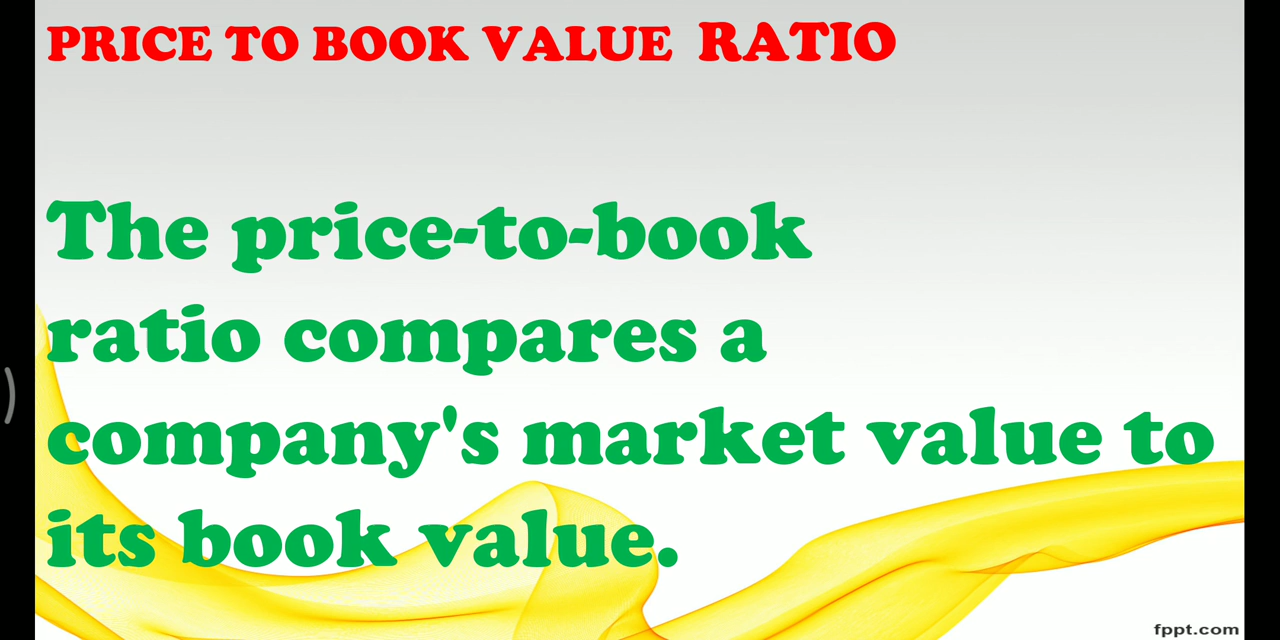 PRICE TO BOOK VALUE RATIO
The price-to-book
ratio compares a
company's market value to
its book value.
fppt.com